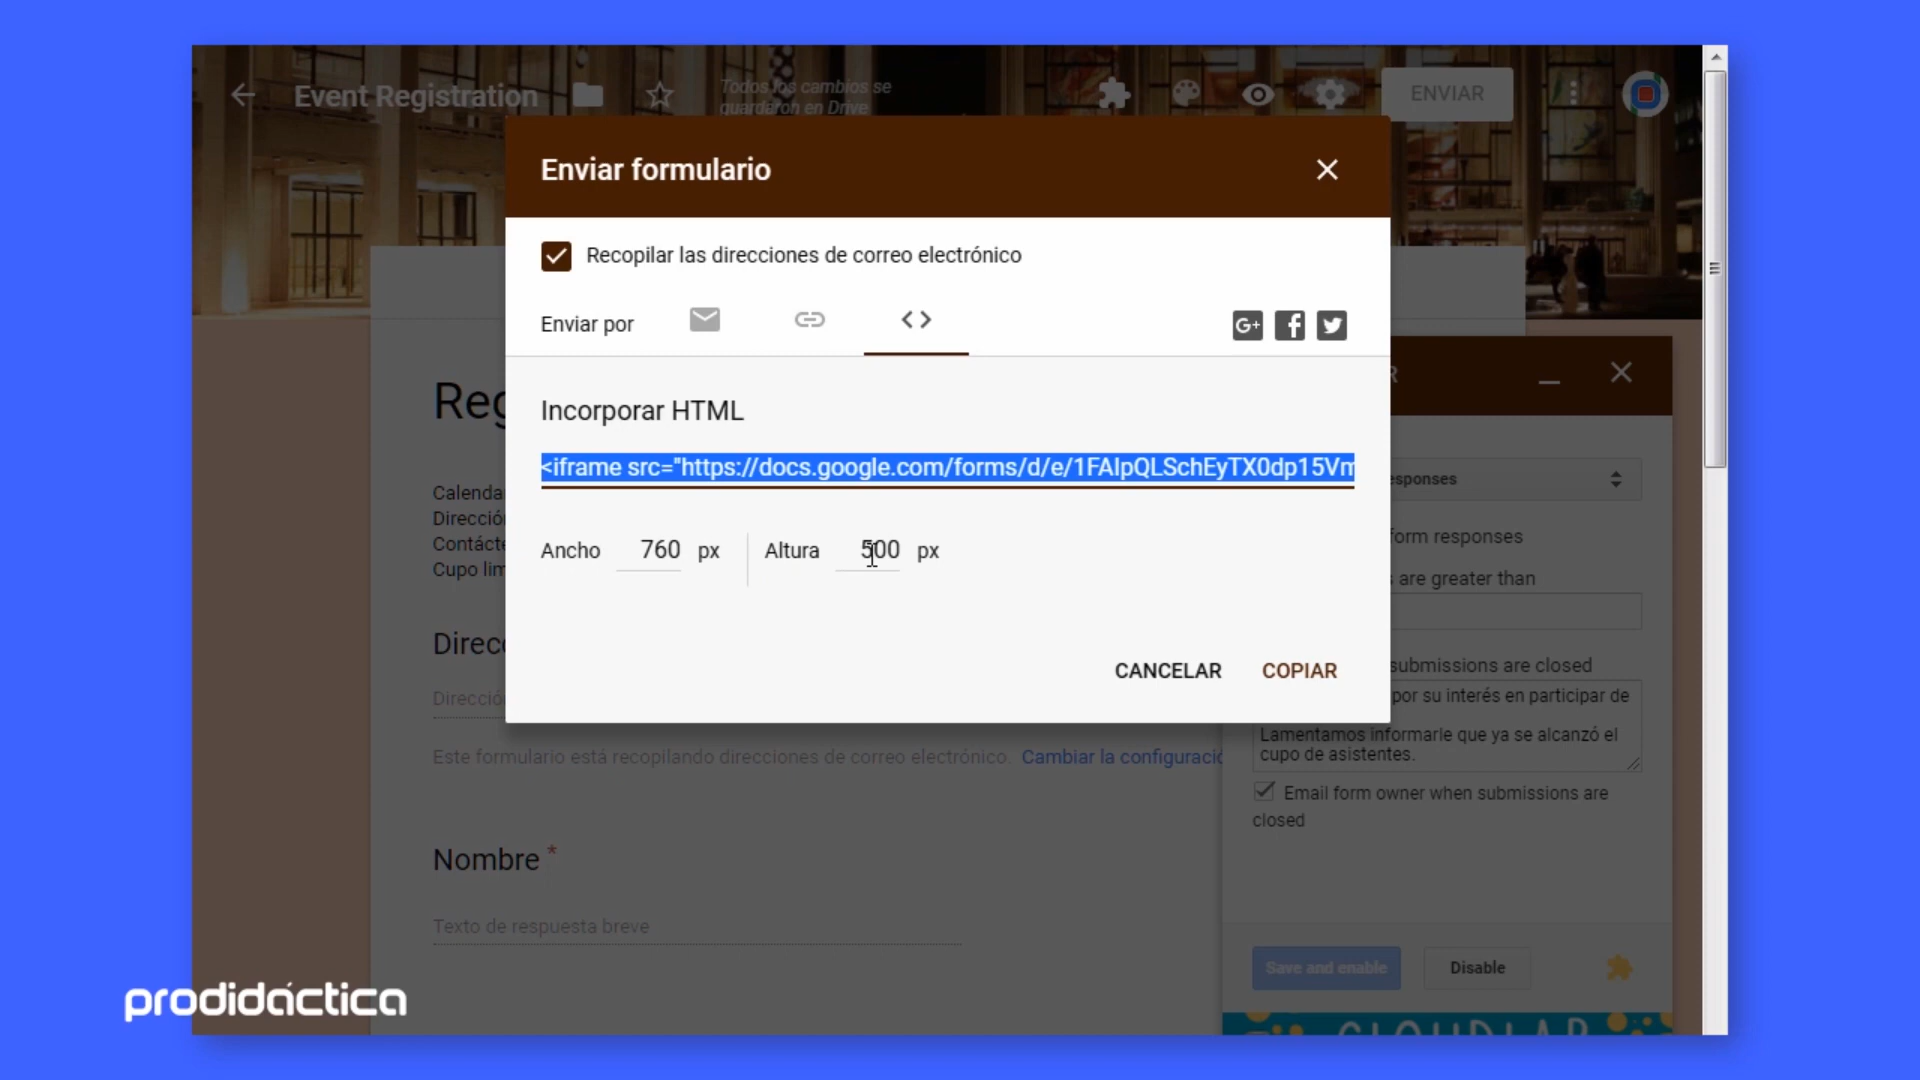 Event Registration
Todos los cambios se
guardaron en Drive
ENVIAR
Enviar formulario
Recopilar las direcciones de correo electrónico
Enviar por
G+
Incorporar HTML
<iframe src="https://docs.google.com/forms/d/e/1FAIpQLSchEyTX0dp15Vm
Ancho 760 px
Altura 500 px
CANCELAR
COPIAR
Reg
Calenda
Direcció
Contácte
Cupo lim
Direc
Direcció
Este formulario está recopilando direcciones de correo electrónico. Cambiar la configuració
Nombre *
Texto de respuesta breve
R
esponses
form responses
are greater than
submissions are closed
por su interés en participar de
Lamentamos informarle que ya se alcanzó el
cupo de asistentes.
Email form owner when submissions are
closed
Save and enable
Disable
CLOUDLAB
prodidáctica